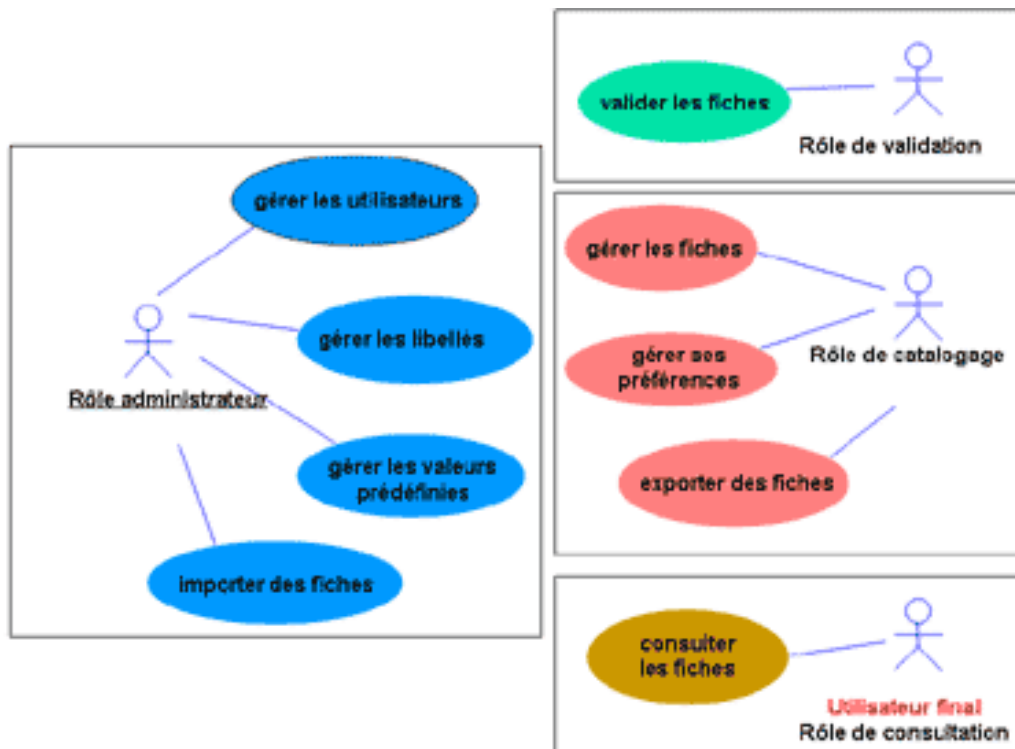 gérer les utilisateurs
gérer les libellés
Rôle administrateur
gérer les valeurs
prédéfinies
importer des fiches
valider les fiches
Rôle de validation
gérer les fiches
gérer ses
préférences
Rôle de catalogage
exporter des fiches
consulter
les fiches
Utilisateur final
Rôle de consultation